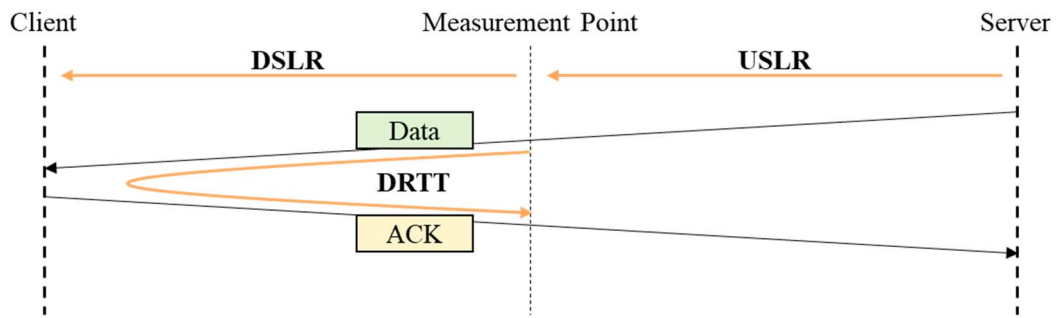 Client
Measurement Point
Server
DSLR
USLR
Data
DRTT
ACK